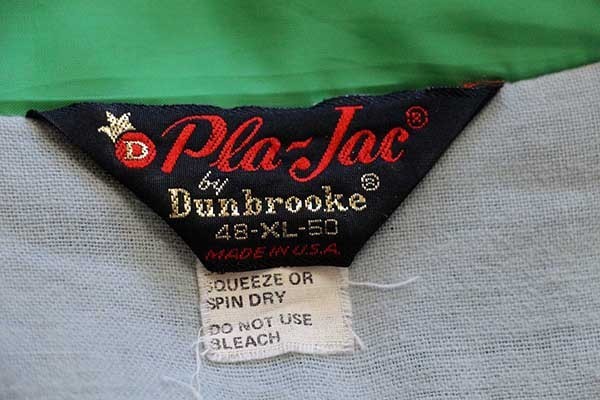 D Pla-Jac®
by
Dunbrooke®
48-XL-50
MADE IN U.S.A.
SQUEEZE OR
SPIN DRY
DO NOT USE
BLEACH